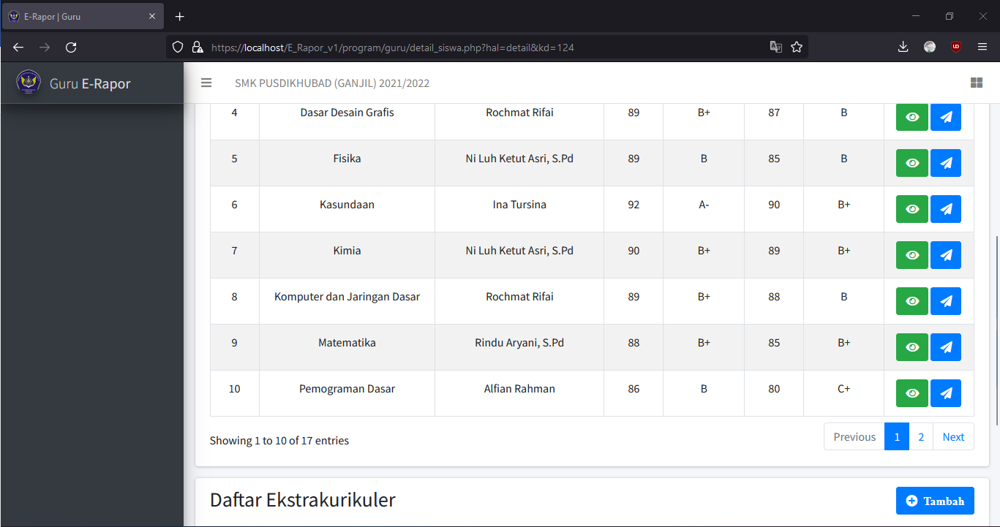 E-Rapor | Guru
https://localhost/E_Rapor_v1/program/guru/detail_siswa.php?hal=detail&kd=124
Guru E-Rapor
SMK PUSDIKHUBAD (GANJIL) 2021/2022
4 Dasar Desain Grafis Rochmat Rifai 89 B+ 87 B
5 Fisika Ni Luh Ketut Asri, S.Pd 89 B 85 B
6 Kasundaan Ina Tursina 92 A- 90 B+
7 Kimia Ni Luh Ketut Asri, S.Pd 90 B+ 89 B+
8 Komputer dan Jaringan Dasar Rochmat Rifai 89 B+ 88 B
9 Matematika Rindu Aryani, S.Pd 88 B+ 85 B+
10 Pemograman Dasar Alfian Rahman 86 B 80 C+
Showing 1 to 10 of 17 entries
Previous 1 2 Next
Daftar Ekstrakurikuler
Tambah